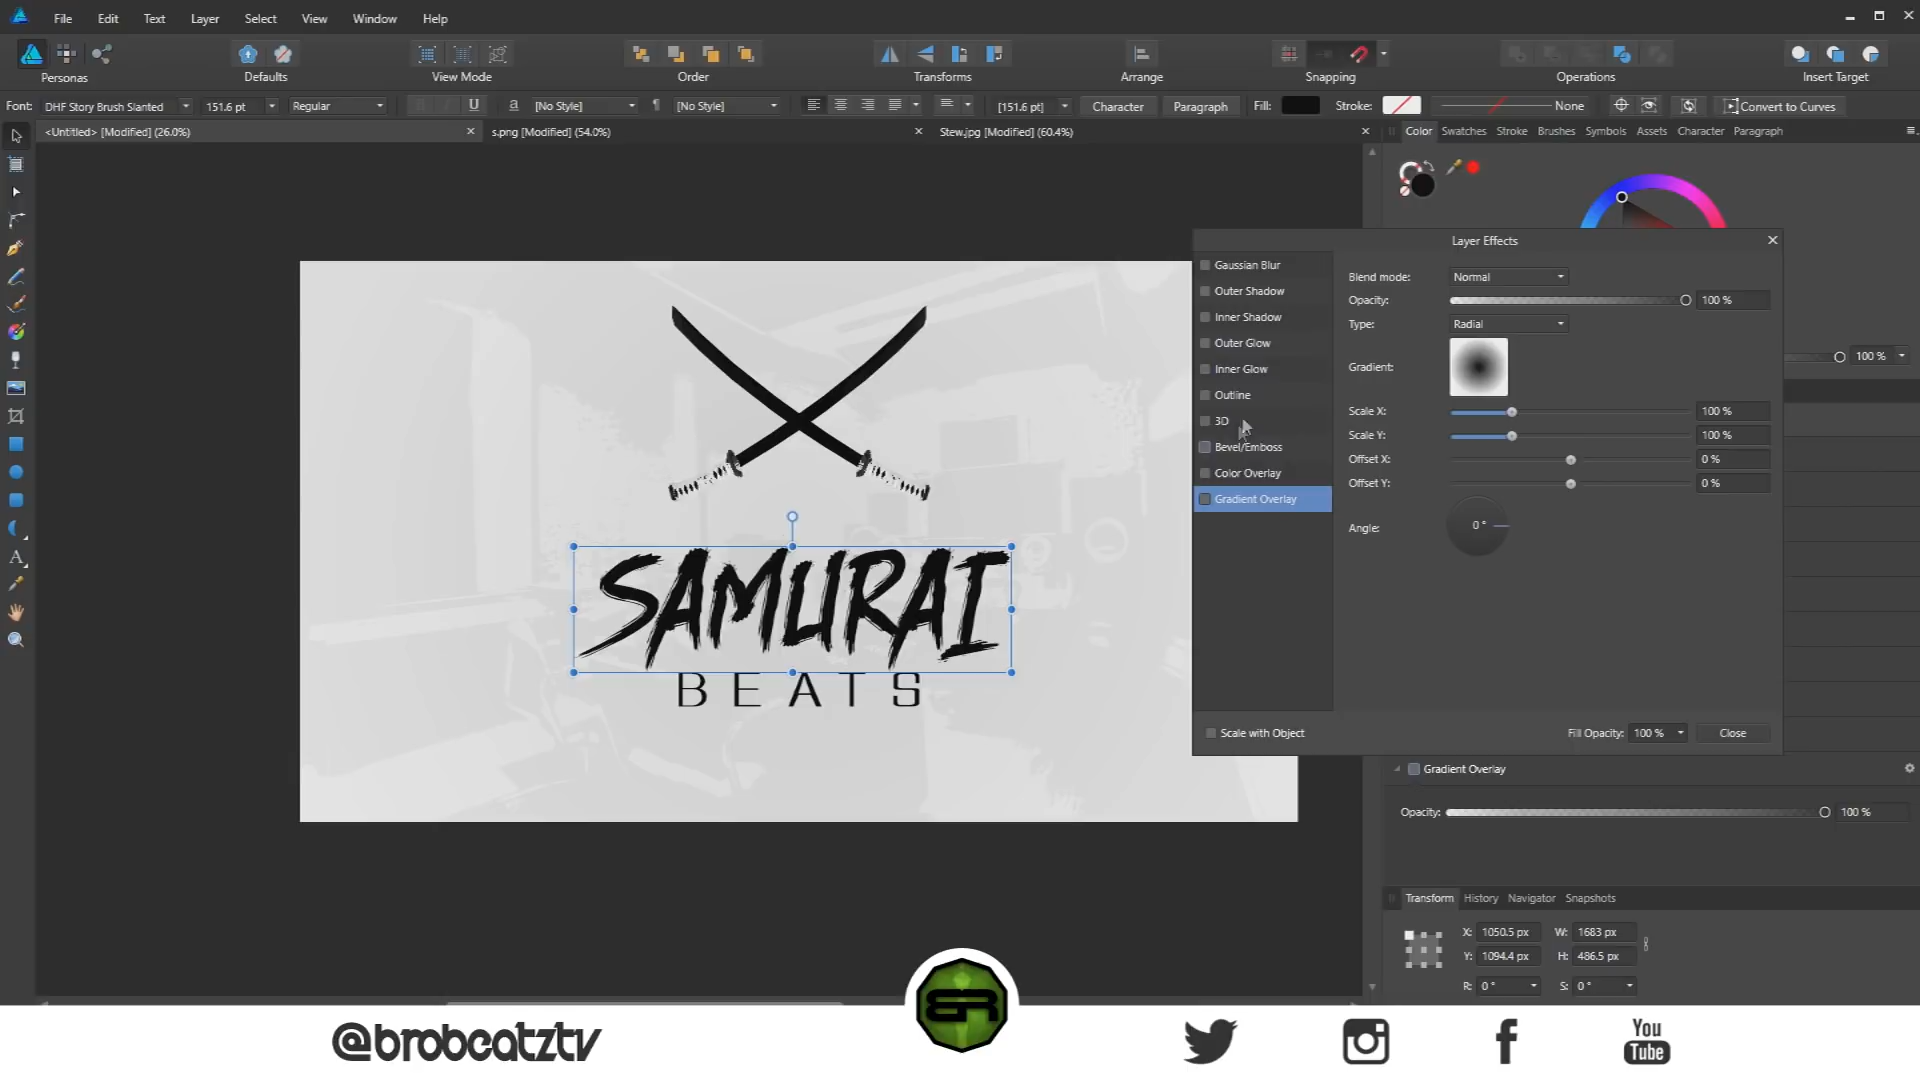 File Edit Text Layer Select View Window Help
Personas Defaults View Mode Order Transforms Arrange Snapping Operations Insert Target
Font: DHF Story Brush Slanted 151.6 pt Regular U a [No Style] ¶ [No Style] [151.6 pt] Character Paragraph Fill: Stroke: None Convert to Curves
<Untitled> [Modified] (26.0%) s.png [Modified] (54.0%) Stew.jpg [Modified] (60.4%)
Color Swatches Stroke Brushes Symbols Assets Character Paragraph
Layer Effects
Gaussian Blur
Outer Shadow
Inner Shadow
Outer Glow
Inner Glow
Outline
3D
Bevel/Emboss
Color Overlay
Gradient Overlay
Blend mode: Normal
Opacity: 100 %
Type: Radial
Gradient:
Scale X: 100 %
Scale Y: 100 %
Offset X: 0 %
Offset Y: 0 %
Angle: 0 °
Scale with Object
Fill Opacity: 100 % Close
100 %
SAMURAI
BEATS
Gradient Overlay
Opacity: 100 %
Transform History Navigator Snapshots
X: 1050.5 px W: 1683 px
Y: 1094.4 px H: 486.5 px
R: 0 ° S: 0 °
@brobeatztv
BR
You
Tube